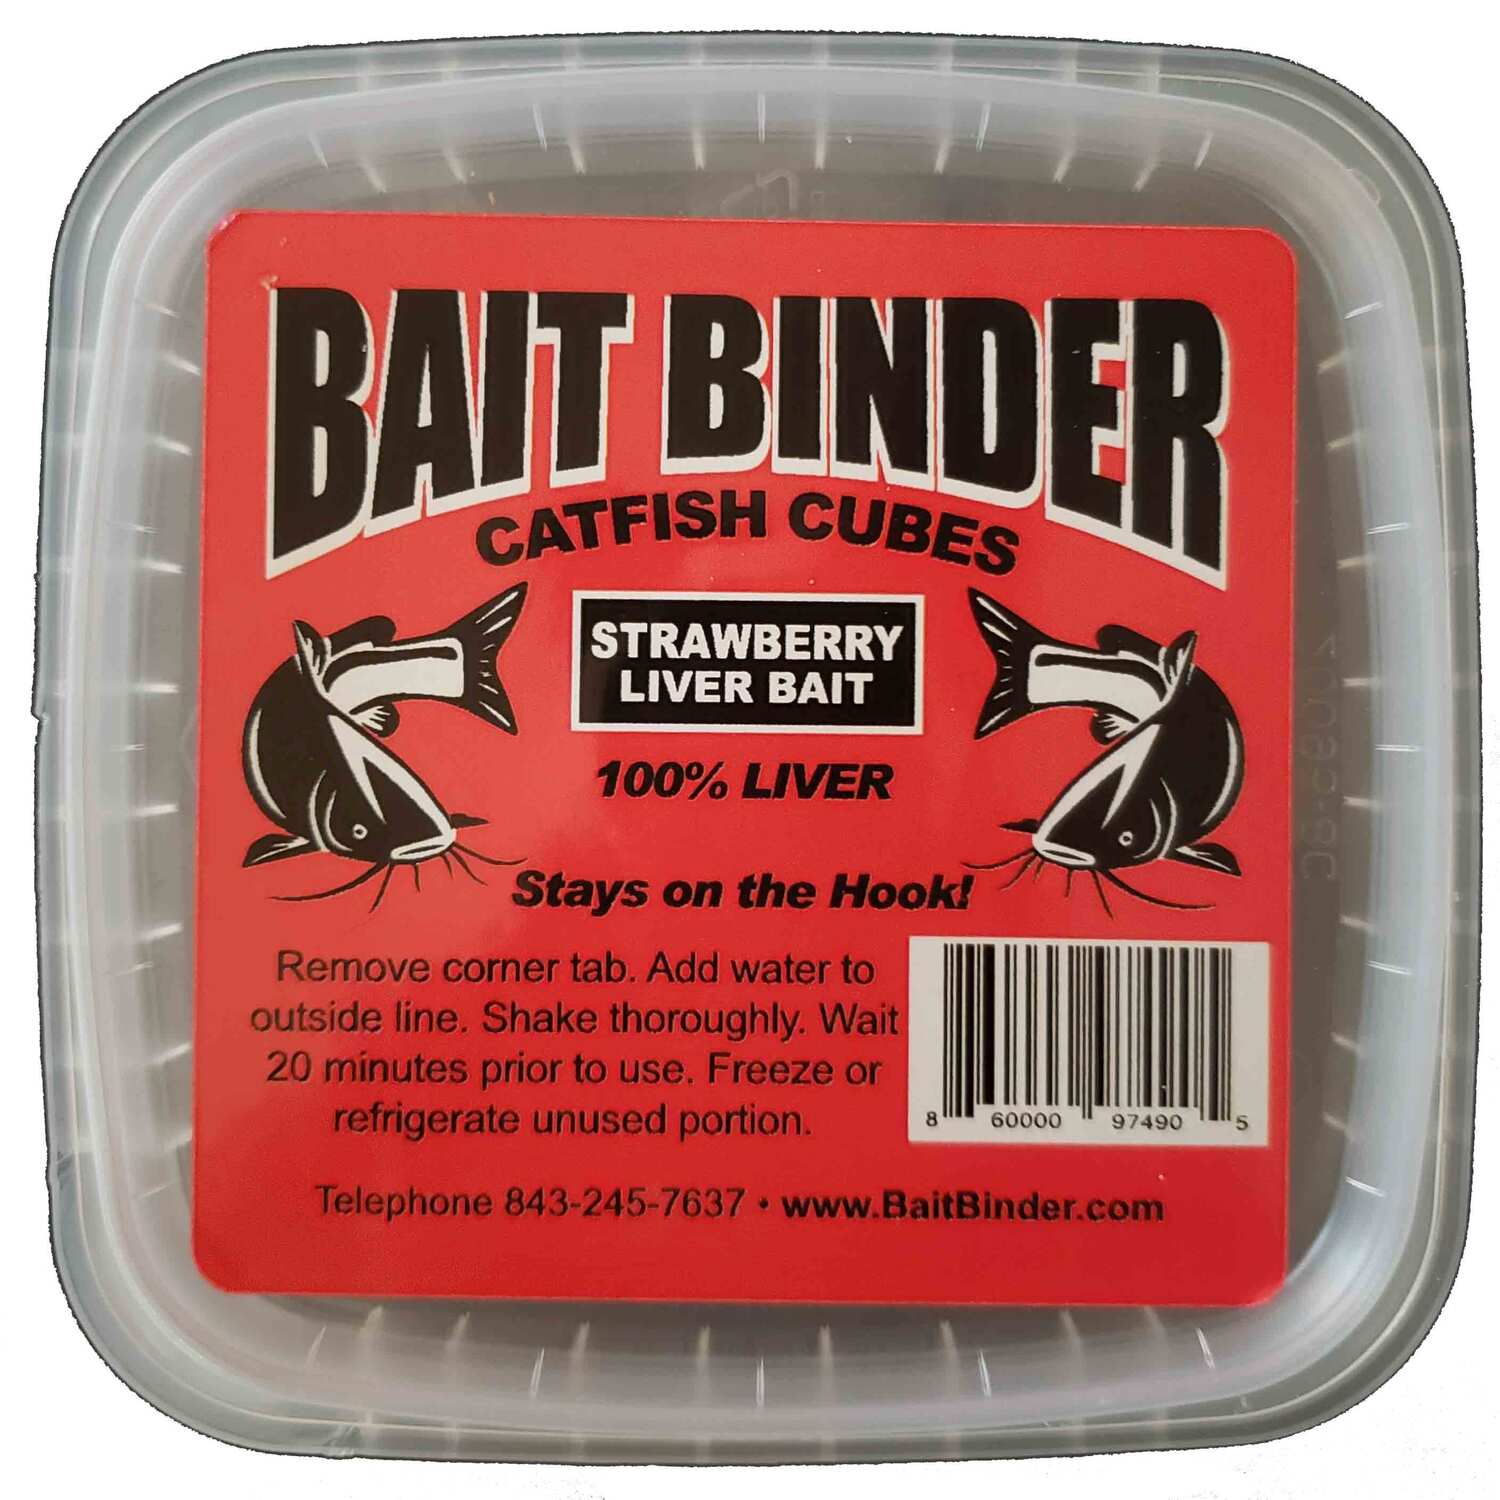 BAIT BINDER
CATFISH CUBES
STRAWBERRY
LIVER BAIT
100% LIVER
Stays on the Hook!
Remove corner tab. Add water to
outside line. Shake thoroughly. Wait
20 minutes prior to use. Freeze or
refrigerate unused portion.
8 60000 97490 5
Telephone 843-245-7637 • www.BaitBinder.com